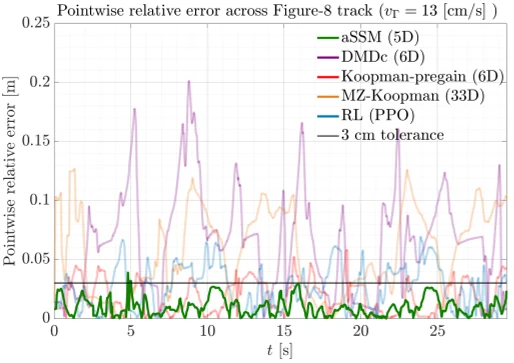 Pointwise relative error across Figure-8 track (vΓ = 13 [cm/s] )
0.25
0.2
0.15
0.1
0.05
0
Pointwise relative error [m]
aSSM (5D)
DMDc (6D)
Koopman-pregain (6D)
MZ-Koopman (33D)
RL (PPO)
3 cm tolerance
0 5 10 15 20 25
t [s]